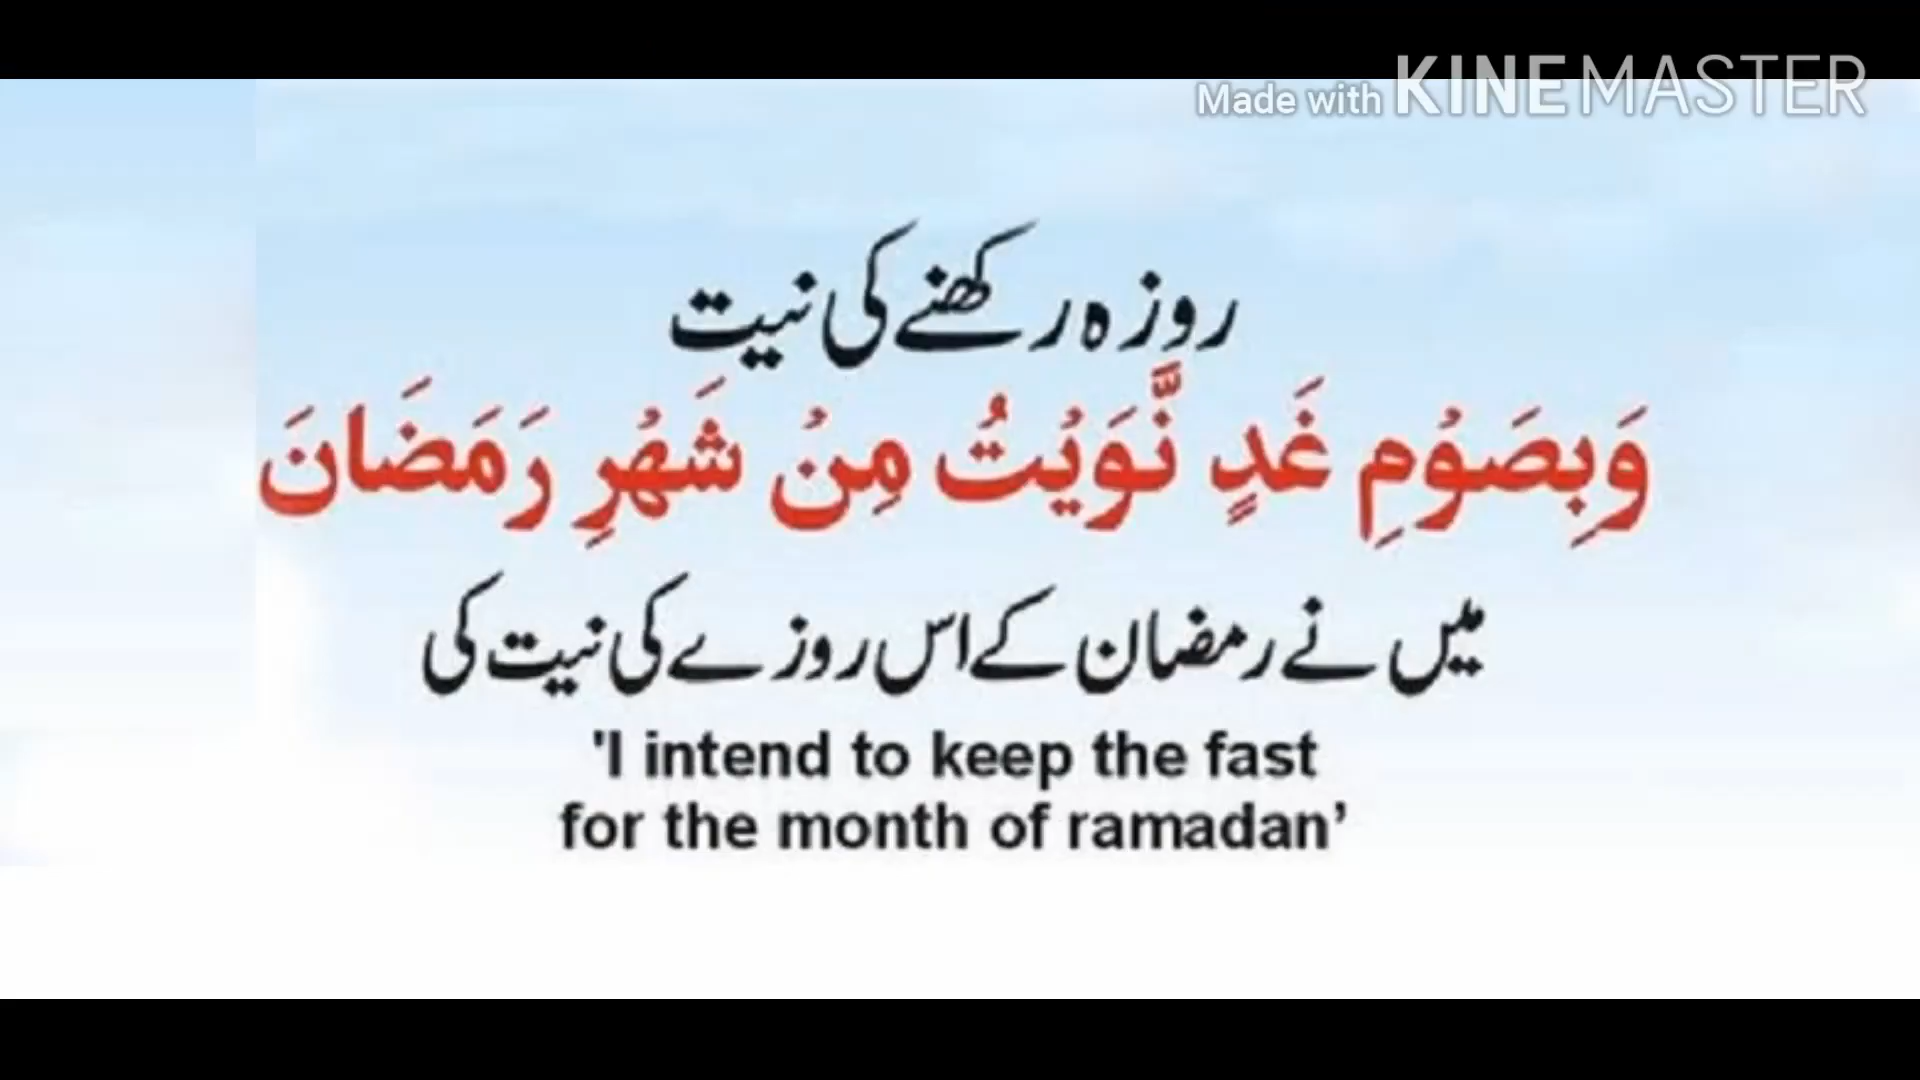 Made with KINEMASTER
روزہ رکھنے کی نیت
وَبِصَوْمِ غَدٍ نَّوَيْتُ مِنْ شَهْرِ رَمَضَانَ
میں نے رمضان کے اس روزے کی نیت کی
'I intend to keep the fast
for the month of ramadan’